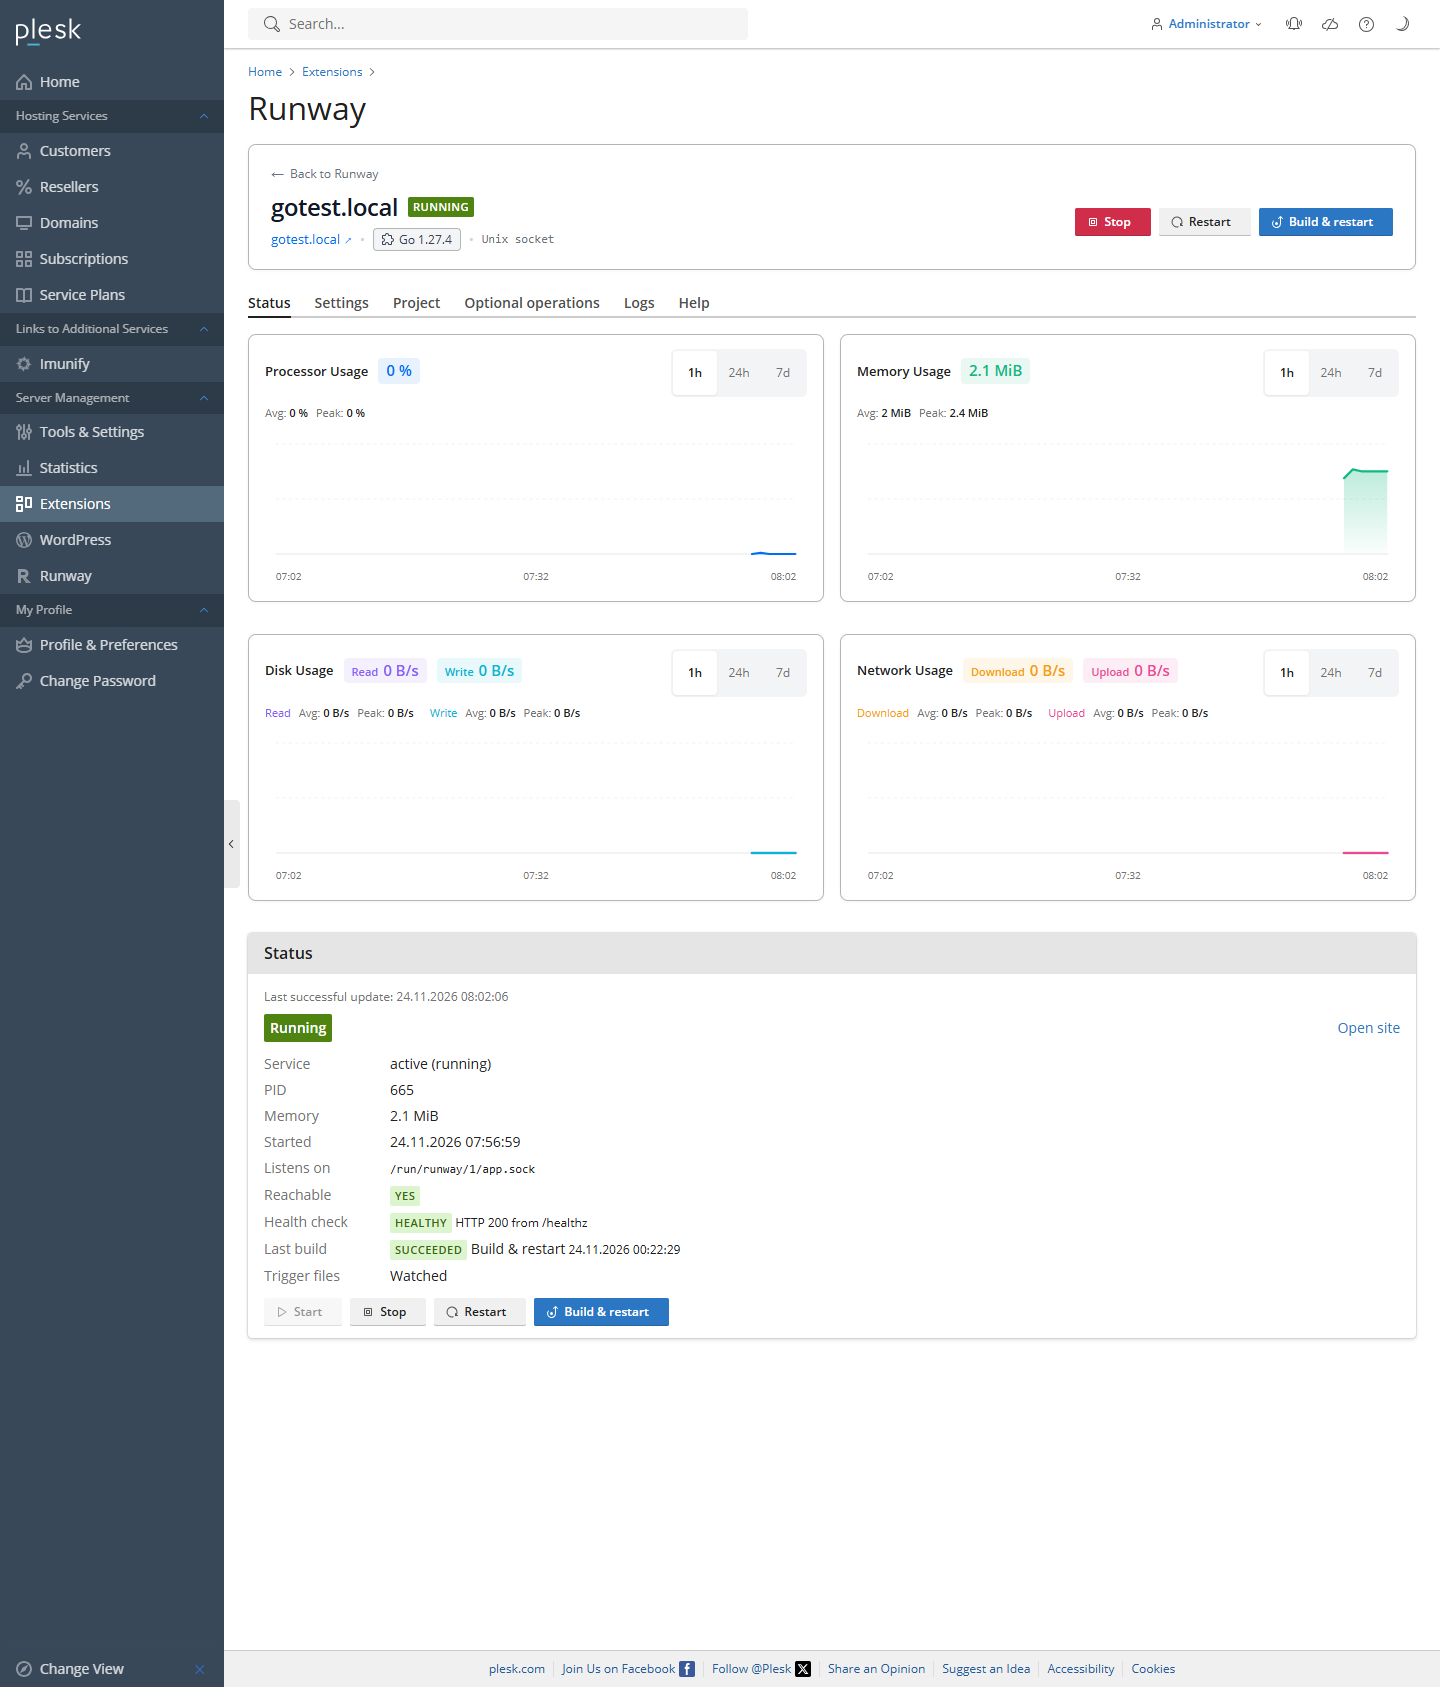 plesk
Search...
Administrator
Home
Hosting Services
Customers
Resellers
Domains
Subscriptions
Service Plans
Links to Additional Services
Imunify
Server Management
Tools & Settings
Statistics
Extensions
WordPress
Runway
My Profile
Profile & Preferences
Change Password
Change View
Home > Extensions >
Runway
← Back to Runway
gotest.local RUNNING
gotest.local ↗ • Go 1.27.4 • Unix socket
Stop Restart Build & restart
Status Settings Project Optional operations Logs Help
Processor Usage 0 % 1h 24h 7d
Avg: 0 % Peak: 0 %
07:02 07:32 08:02
Memory Usage 2.1 MiB 1h 24h 7d
Avg: 2 MiB Peak: 2.4 MiB
07:02 07:32 08:02
Disk Usage Read 0 B/s Write 0 B/s 1h 24h 7d
Read Avg: 0 B/s Peak: 0 B/s Write Avg: 0 B/s Peak: 0 B/s
07:02 07:32 08:02
Network Usage Download 0 B/s Upload 0 B/s 1h 24h 7d
Download Avg: 0 B/s Peak: 0 B/s Upload Avg: 0 B/s Peak: 0 B/s
07:02 07:32 08:02
Status
Last successful update: 24.11.2026 08:02:06
Running Open site
Service active (running)
PID 665
Memory 2.1 MiB
Started 24.11.2026 07:56:59
Listens on /run/runway/1/app.sock
Reachable YES
Health check HEALTHY HTTP 200 from /healthz
Last build SUCCEEDED Build & restart 24.11.2026 00:22:29
Trigger files Watched
Start Stop Restart Build & restart
plesk.com Join Us on Facebook Follow @Plesk Share an Opinion Suggest an Idea Accessibility Cookies